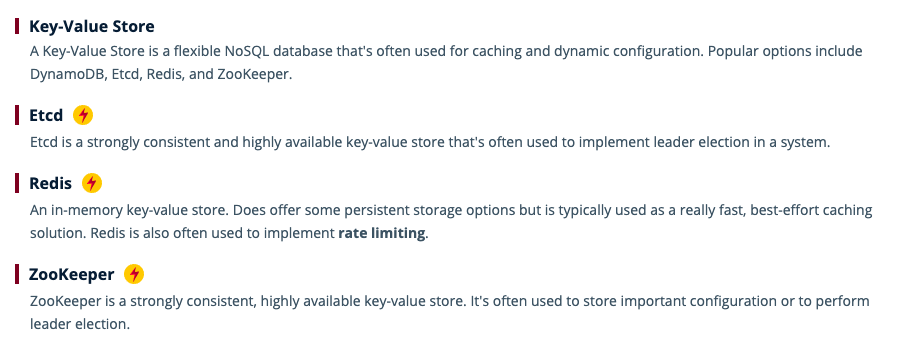 Key-Value Store
A Key-Value Store is a flexible NoSQL database that's often used for caching and dynamic configuration. Popular options include
DynamoDB, Etcd, Redis, and ZooKeeper.
Etcd
Etcd is a strongly consistent and highly available key-value store that's often used to implement leader election in a system.
Redis
An in-memory key-value store. Does offer some persistent storage options but is typically used as a really fast, best-effort caching
solution. Redis is also often used to implement rate limiting.
ZooKeeper
ZooKeeper is a strongly consistent, highly available key-value store. It's often used to store important configuration or to perform
leader election.